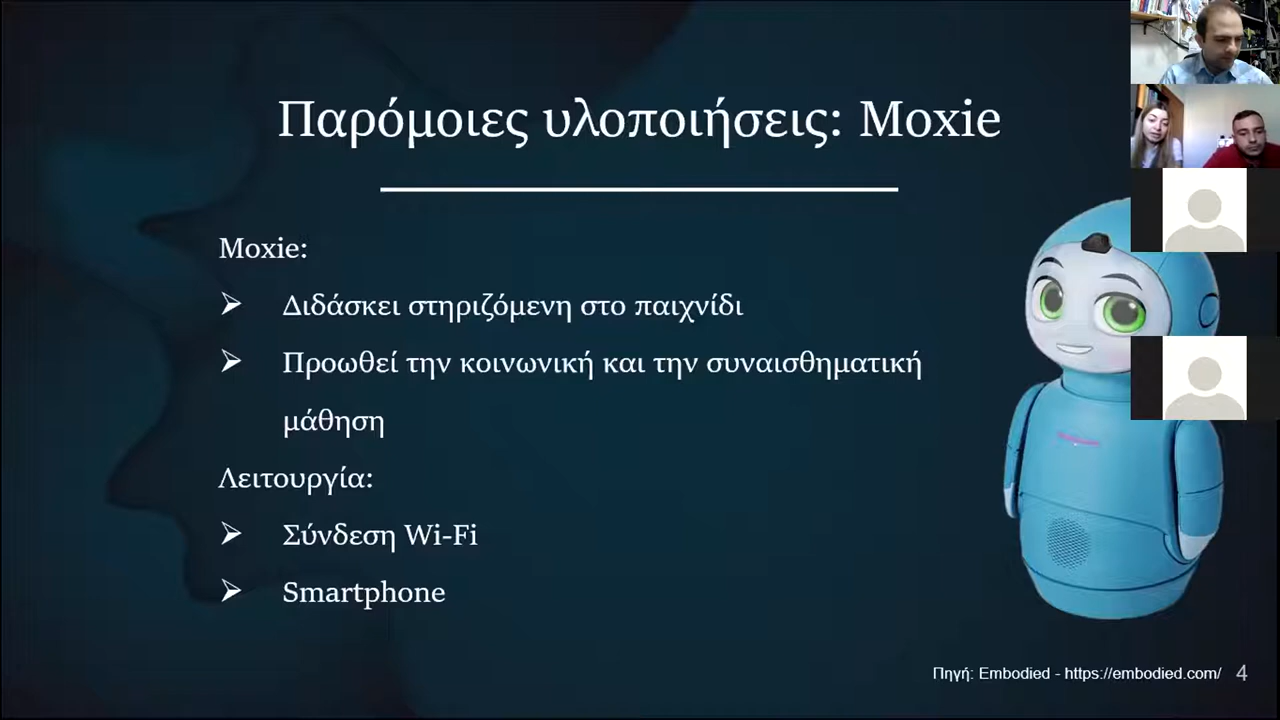 Παρόμοιες υλοποιήσεις: Moxie
Moxie:
➢ Διδάσκει στηριζόμενη στο παιχνίδι
➢ Προωθεί την κοινωνική και την συναισθηματική
μάθηση
Λειτουργία:
➢ Σύνδεση Wi-Fi
➢ Smartphone
Πηγή: Embodied - https://embodied.com/ 4